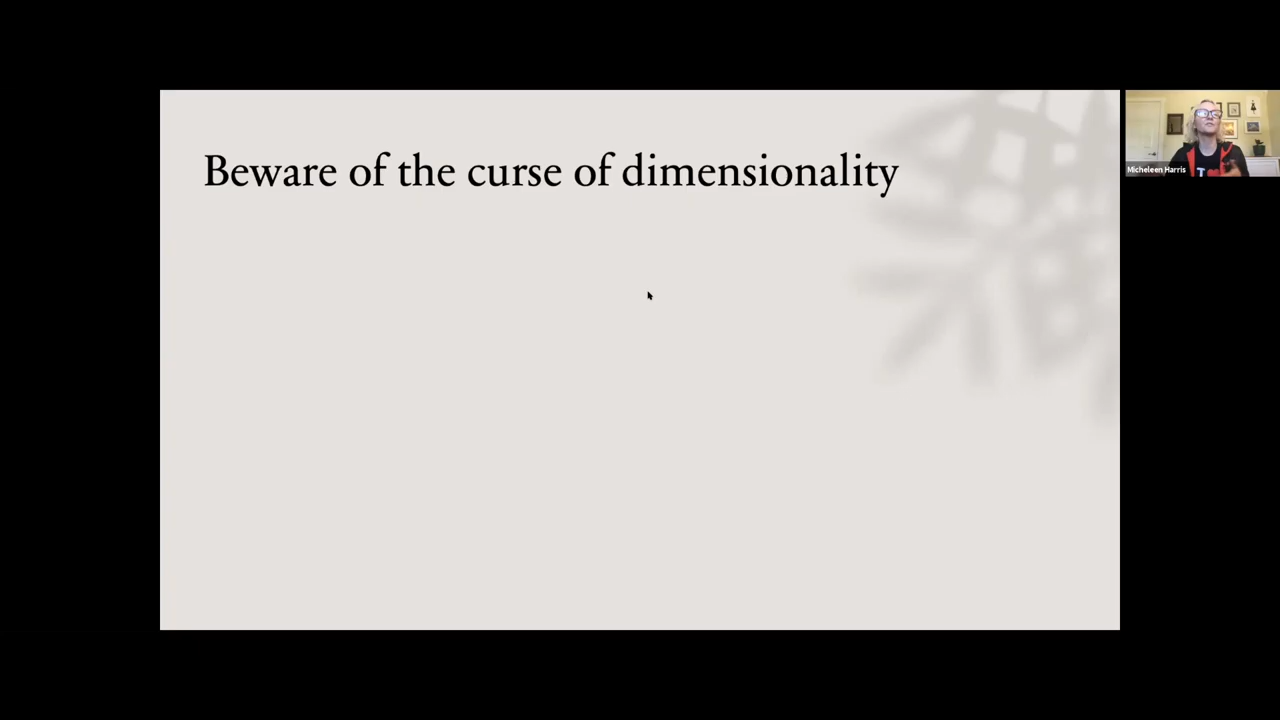 Beware of the curse of dimensionality
Micheleen Harris